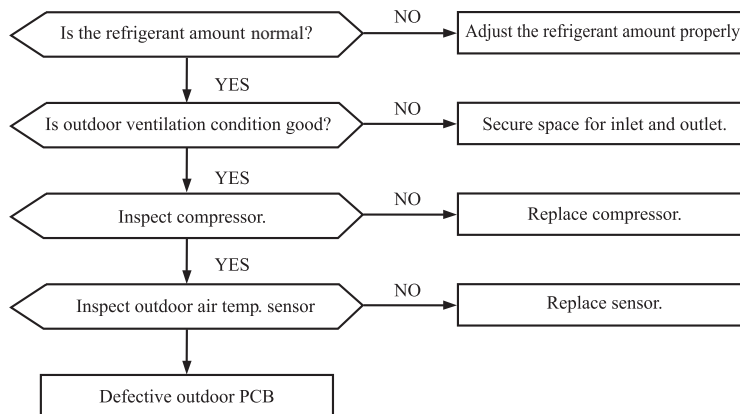 Is the refrigerant amount normal?
NO
Adjust the refrigerant amount properly
YES
Is outdoor ventilation condition good?
NO
Secure space for inlet and outlet.
YES
Inspect compressor.
NO
Replace compressor.
YES
Inspect outdoor air temp. sensor
NO
Replace sensor.
Defective outdoor PCB